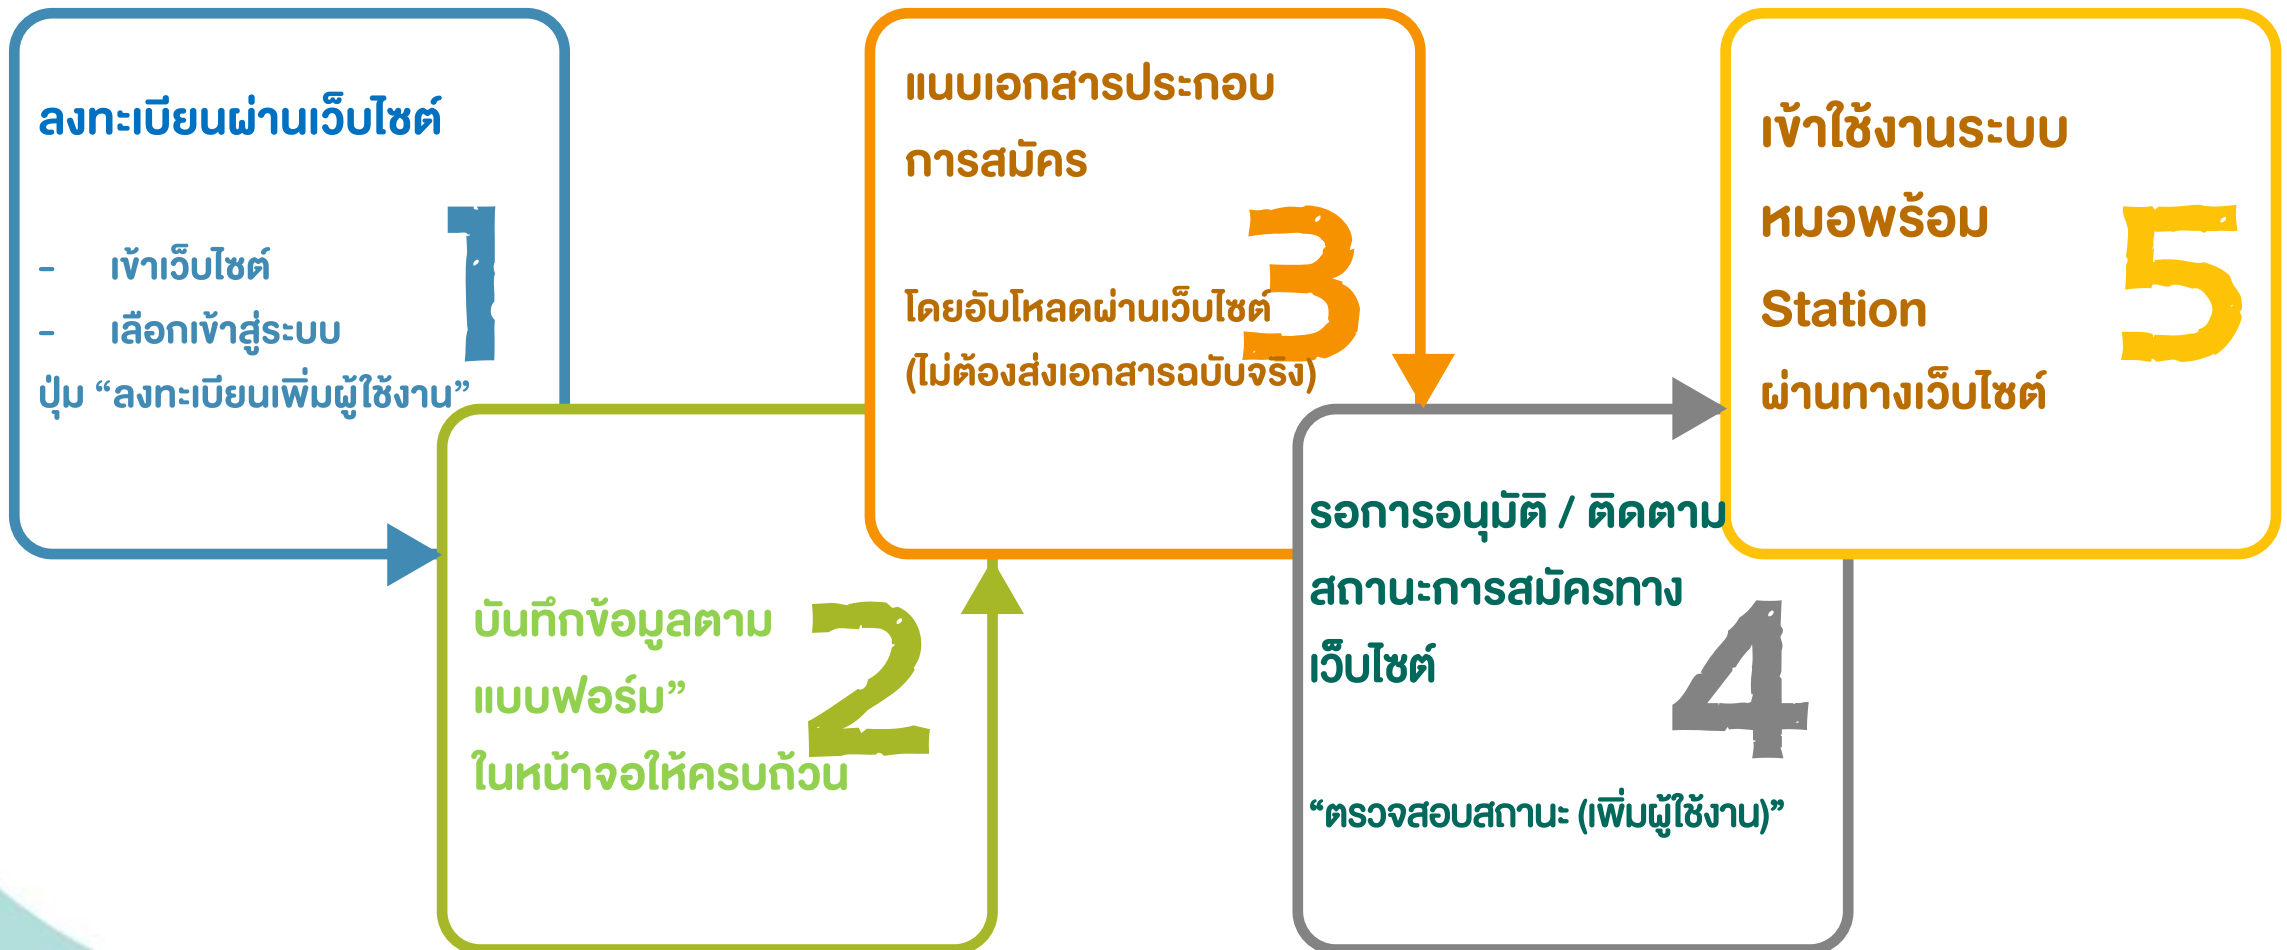 ลงทะเบียนผ่านเว็บไซต์
- เข้าเว็บไซต์
- เลือกเข้าสู่ระบบ
ปุ่ม “ลงทะเบียนเพิ่มผู้ใช้งาน”
1
บันทึกข้อมูลตาม
แบบฟอร์ม”
ในหน้าจอให้ครบถ้วน
2
แนบเอกสารประกอบ
การสมัคร
โดยอับโหลดผ่านเว็บไซต์
(ไม่ต้องส่งเอกสารฉบับจริง)
3
รอการอนุมัติ / ติดตาม
สถานะการสมัครทาง
เว็บไซต์
“ตรวจสอบสถานะ (เพิ่มผู้ใช้งาน)”
4
เข้าใช้งานระบบ
หมอพร้อม
Station
ผ่านทางเว็บไซต์
5